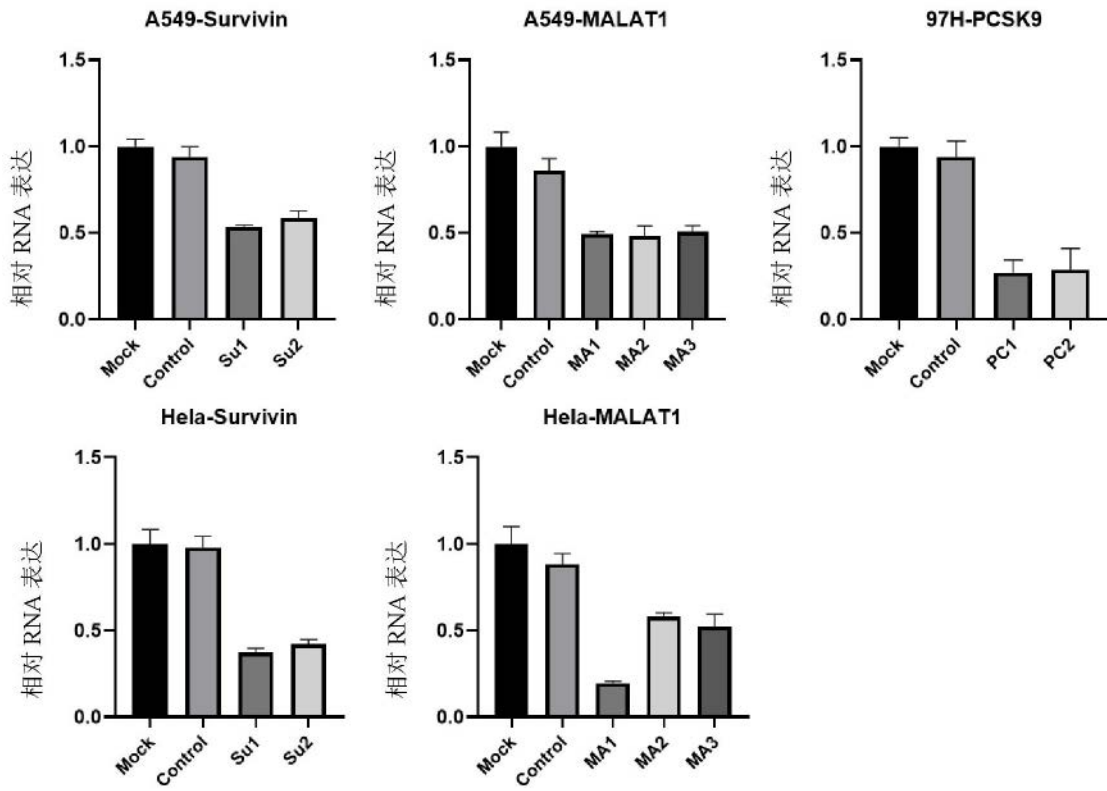 A549-Survivin
相对 RNA 表达
1.5
1.0
0.5
0.0
Mock
Control
Su1
Su2
A549-MALAT1
相对 RNA 表达
1.5
1.0
0.5
0.0
Mock
Control
MA1
MA2
MA3
97H-PCSK9
相对 RNA 表达
1.5
1.0
0.5
0.0
Mock
Control
PC1
PC2
Hela-Survivin
相对 RNA 表达
1.5
1.0
0.5
0.0
Mock
Control
Su1
Su2
Hela-MALAT1
相对 RNA 表达
1.5
1.0
0.5
0.0
Mock
Control
MA1
MA2
MA3